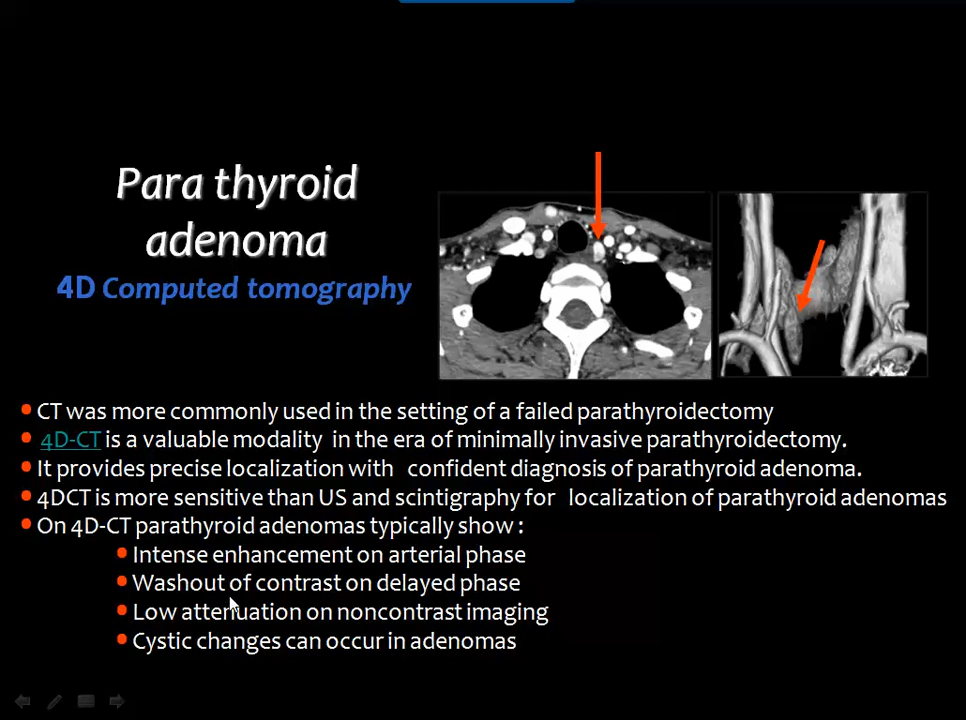 Para thyroid
adenoma
4D Computed tomography
CT was more commonly used in the setting of a failed parathyroidectomy
4D-CT is a valuable modality in the era of minimally invasive parathyroidectomy.
It provides precise localization with confident diagnosis of parathyroid adenoma.
4DCT is more sensitive than US and scintigraphy for localization of parathyroid adenomas
On 4D-CT parathyroid adenomas typically show :
Intense enhancement on arterial phase
Washout of contrast on delayed phase
Low attenuation on noncontrast imaging
Cystic changes can occur in adenomas